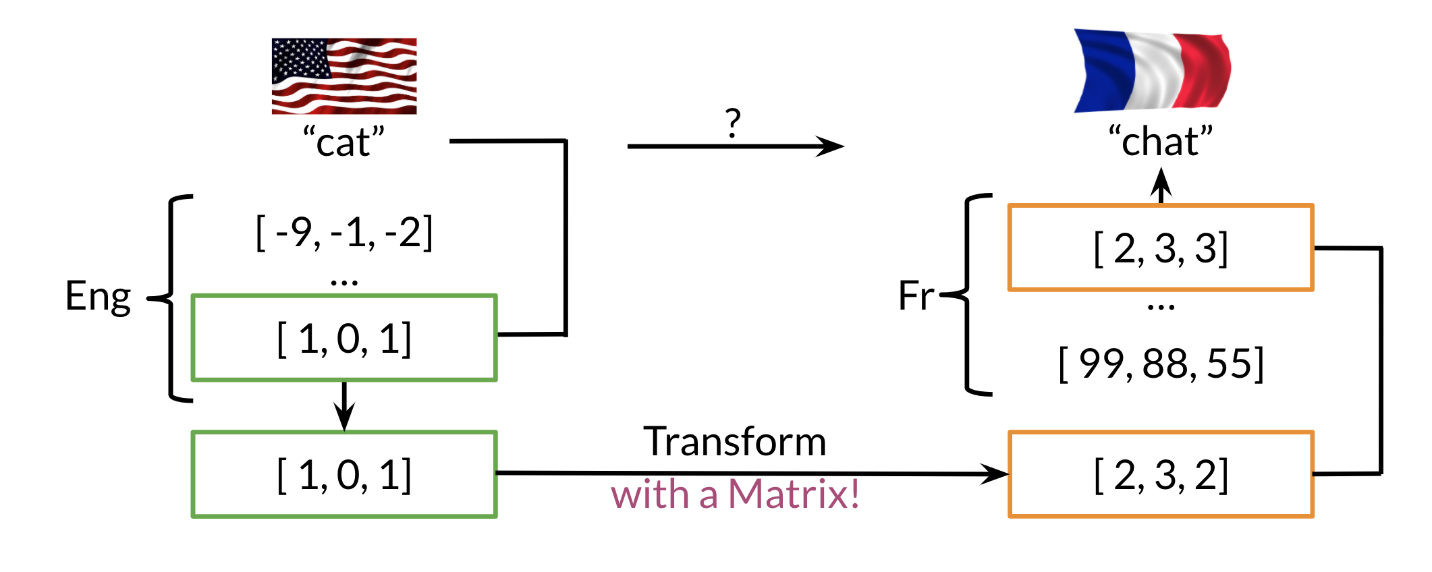 “cat”
?
“chat”
Eng
[ -9, -1, -2]
...
[ 1, 0, 1]
[ 1, 0, 1]
Transform
with a Matrix!
Fr
[ 2, 3, 3]
...
[ 99, 88, 55]
[ 2, 3, 2]